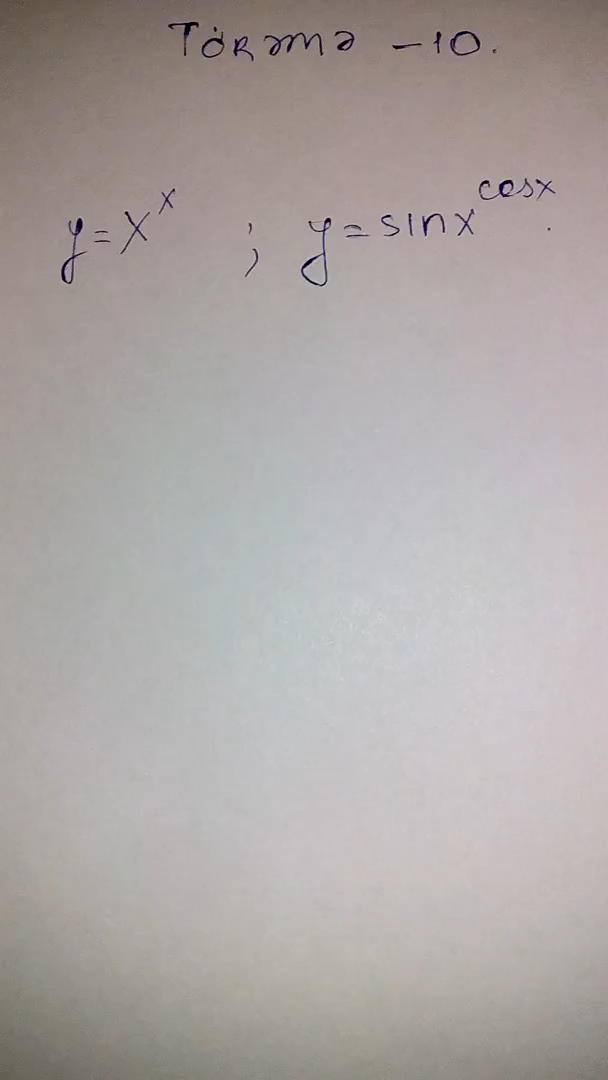 Törəmə - 10.
y = x^x ; y = sinx^cosx.